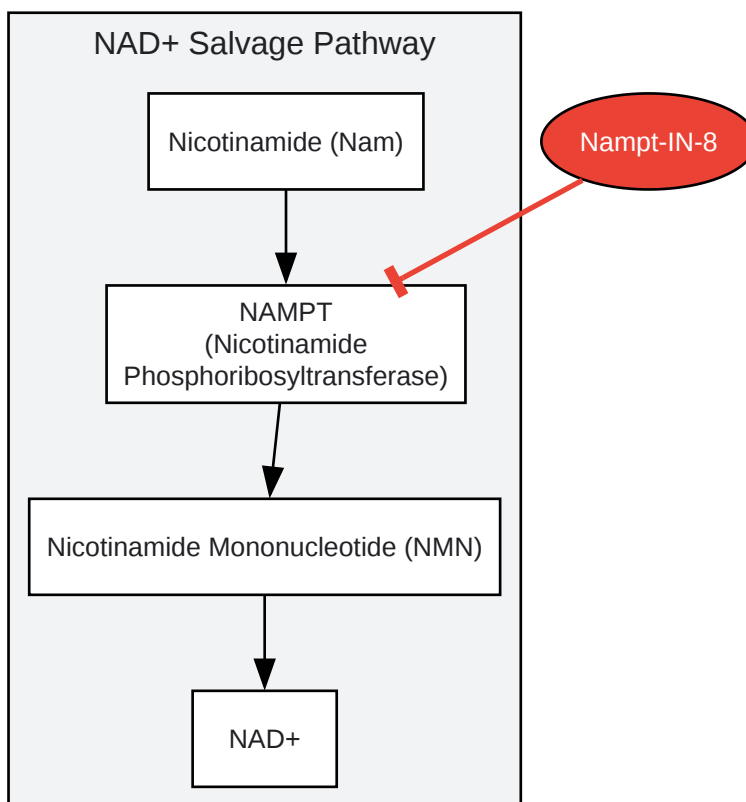 NAD+ Salvage Pathway
Nicotinamide (Nam)
Nampt-IN-8
NAMPT
(Nicotinamide
Phosphoribosyltransferase)
Nicotinamide Mononucleotide (NMN)
NAD+